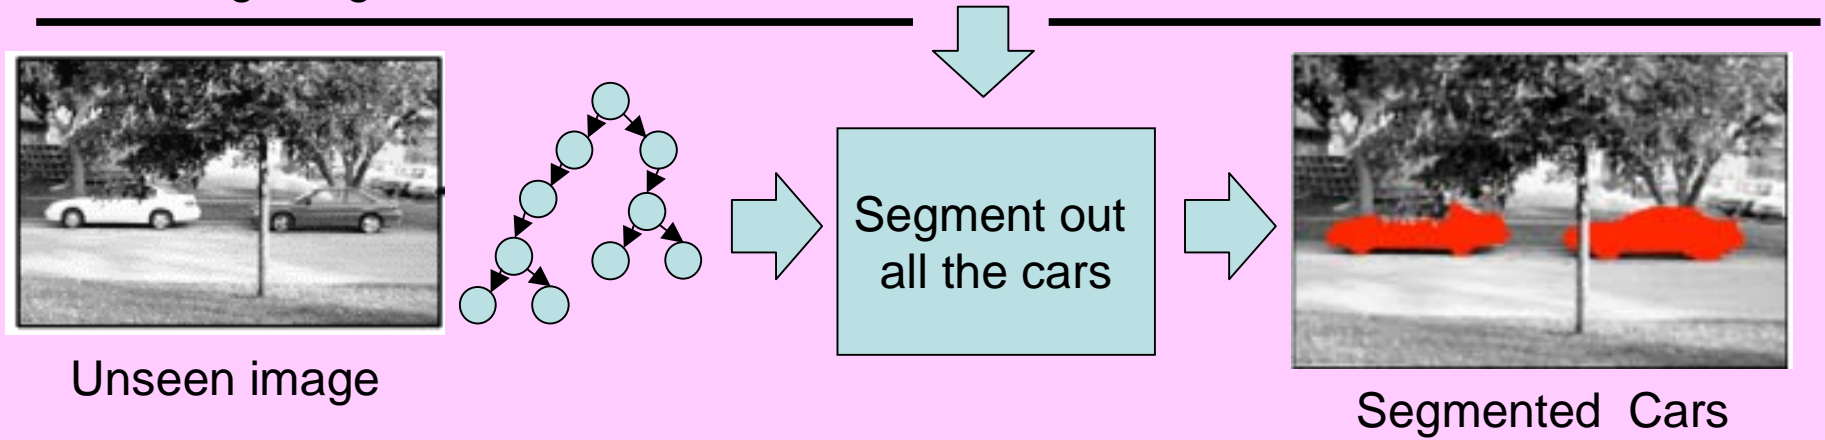 Segment out
all the cars
Unseen image
Segmented Cars